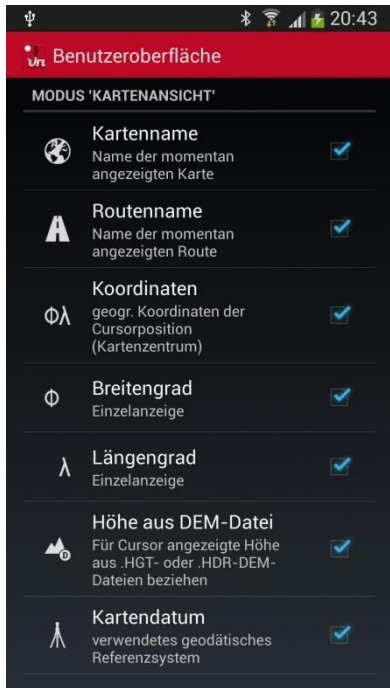 20:43
Uri Benutzeroberfläche
MODUS 'KARTENANSICHT'
Kartenname
Name der momentan
angezeigten Karte
Routenname
Name der momentan
angezeigten Route
Koordinaten
Φλ
geogr. Koordinaten der
Cursorposition
(Kartenzentrum)
Φ
Breitengrad
Einzelanzeige
λ
Längengrad
Einzelanzeige
Höhe aus DEM-Datei
D
Für Cursor angezeigte Höhe
aus .HGT- oder .HDR-DEM-
Dateien beziehen
Kartendatum
verwendetes geodätisches
Referenzsystem